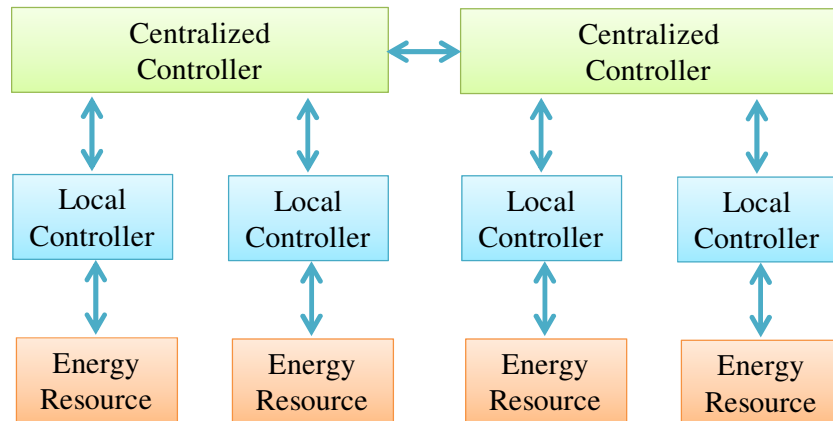 Centralized
Controller
Centralized
Controller
Local
Controller
Local
Controller
Local
Controller
Local
Controller
Energy
Resource
Energy
Resource
Energy
Resource
Energy
Resource